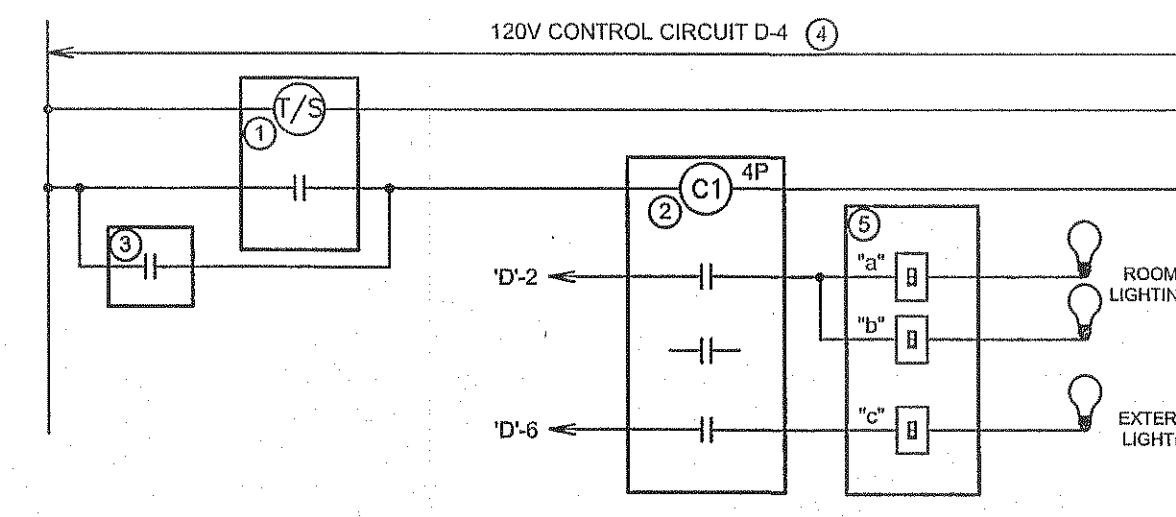 120V CONTROL CIRCUIT D-4 4
T/S
1
4P
C1
2
5
3
"a"
'D'-2
ROOM
LIGHTIN
"b"
"c"
'D'-6
EXTER
LIGHT